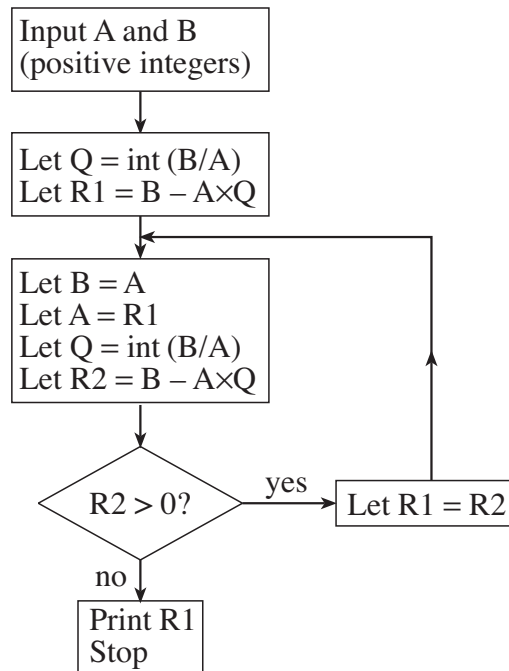 Input A and B
(positive integers)
Let Q = int (B/A)
Let R1 = B – A×Q
Let B = A
Let A = R1
Let Q = int (B/A)
Let R2 = B – A×Q
R2 > 0?
yes
Let R1 = R2
no
Print R1
Stop